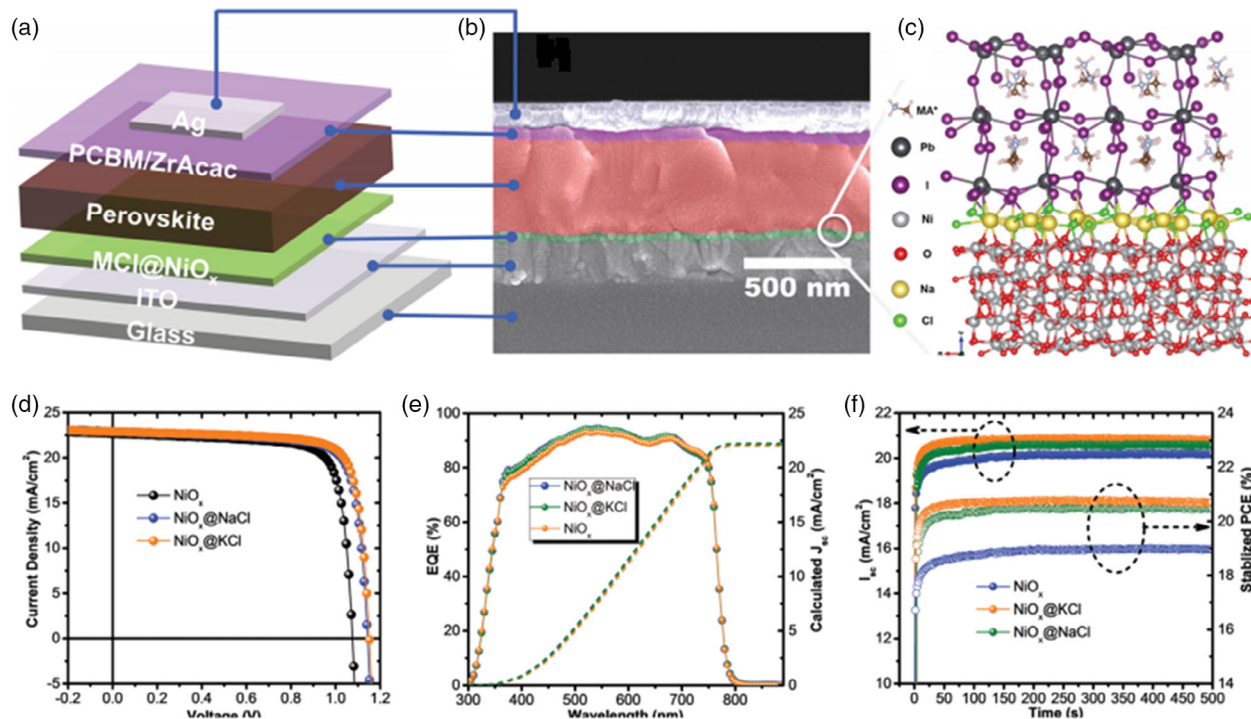 (a)
Ag
PCBM/ZrAcac
Perovskite
MCl@NiOx
ITO
Glass
(b)
500 nm
(c)
MA+
Pb
I
Ni
O
Na
Cl
(d)
25
20
15
10
5
0
-5
-0.2 0.0 0.2 0.4 0.6 0.8 1.0 1.2
Voltage (V)
Current Density (mA/cm²)
NiOx
NiOx@NaCl
NiOx@KCl
(e)
100
80
60
40
20
0
EQE (%)
300 400 500 600 700 800
Wavelength (nm)
25
20
15
10
5
0
Calculated Jsc (mA/cm²)
NiOx@NaCl
NiOx@KCl
NiOx
(f)
22
20
18
16
14
12
10
Isc (mA/cm²)
0 50 100 150 200 250 300 350 400 450 500
Time (s)
24
22
20
18
16
14
Stablized PCE (%)
NiOx
NiOx@KCl
NiOx@NaCl